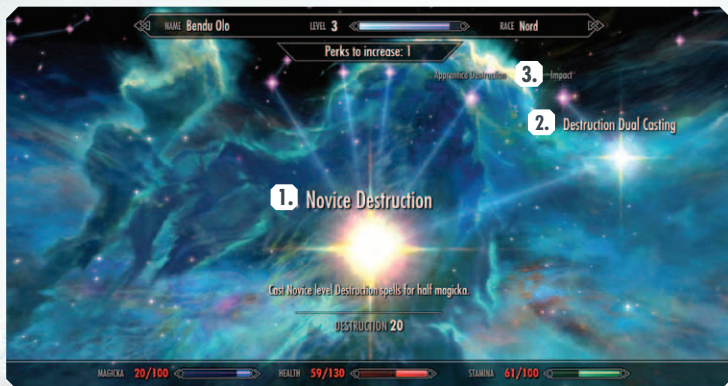 NAME Bendu Olo LEVEL 3 RACE Nord
Perks to increase: 1
Apprentice Destruction 3. Impact
2. Destruction Dual Casting
1. Novice Destruction
Cast Novice level Destruction spells for half magicka.
DESTRUCTION 20
MAGICKA 20/100 HEALTH 59/130 STAMINA 61/100